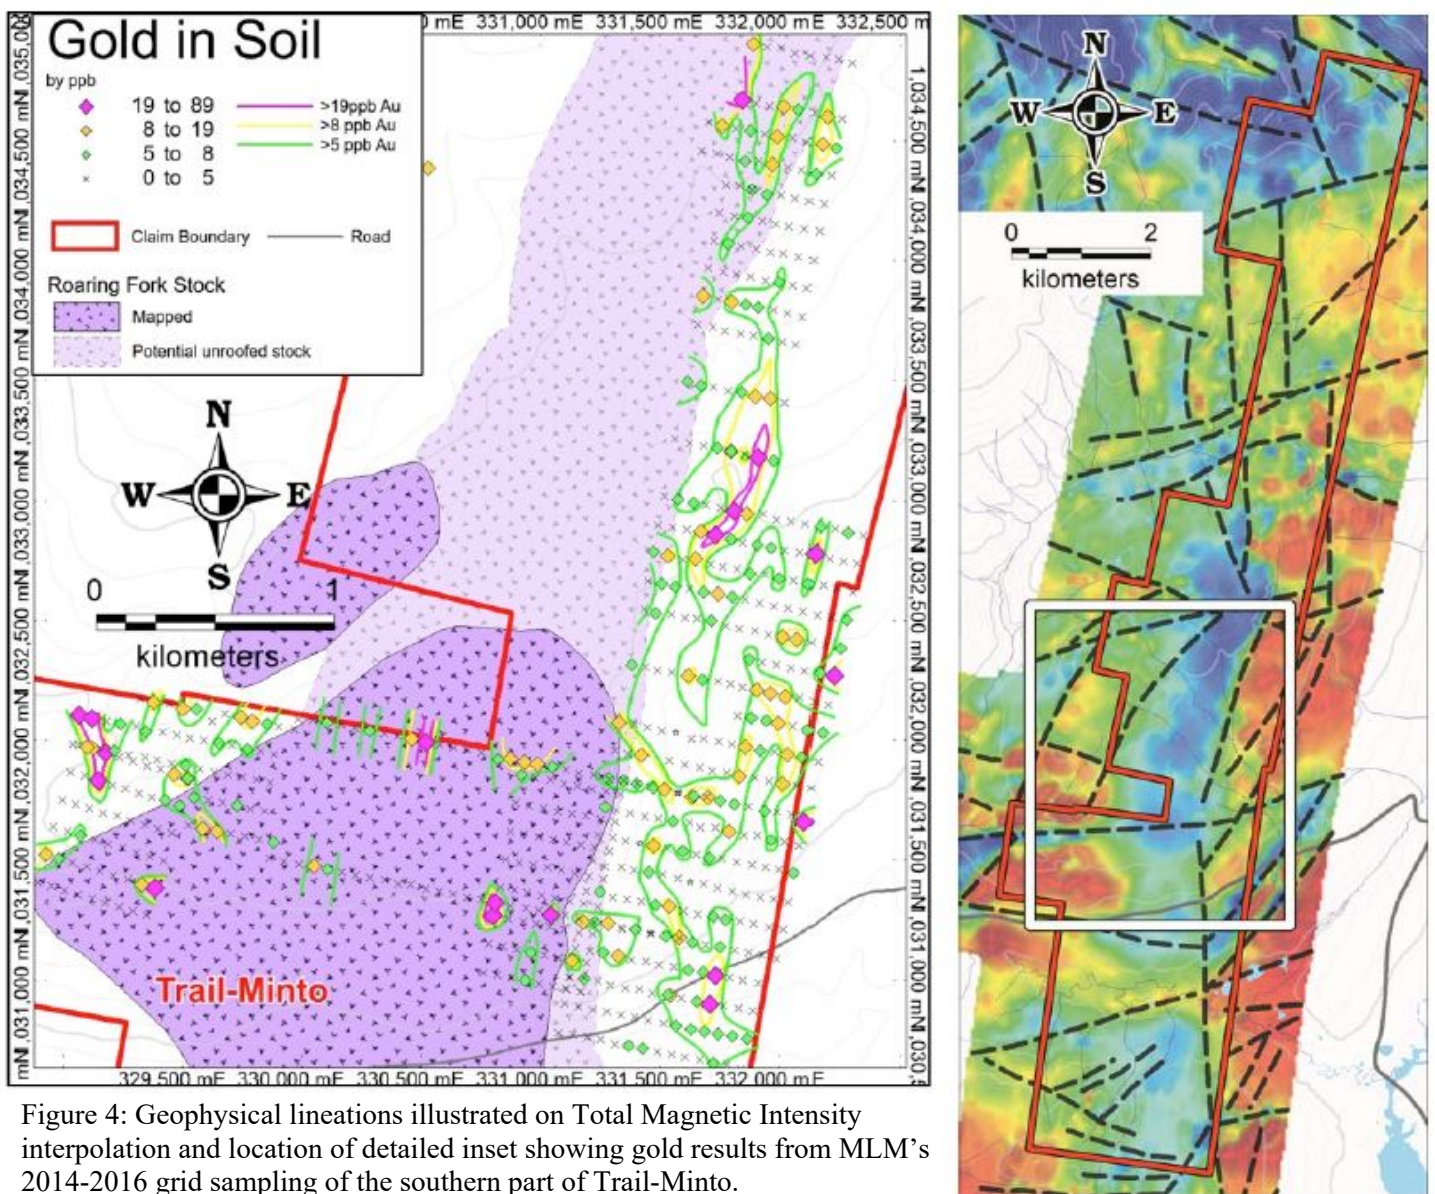 331,000 mE 331,500 mE 332,000 mE 332,500 m
Gold in Soil
by ppb
19 to 89 >19ppb Au
8 to 19 >8 ppb Au
5 to 8 >5 ppb Au
0 to 5
Claim Boundary Road
Roaring Fork Stock
Mapped
Potential unroofed stock
N
W E
S
0 1
kilometers
Trail-Minto
1,034,500 mN
1,034,000 mN
1,033,500 mN
1,033,000 mN
1,032,500 mN
1,032,000 mN
1,031,500 mN
1,031,000 mN
329,500 mE 330,000 mE 330,500 mE 331,000 mE 331,500 mE 332,000 mE
N
W E
S
0 2
kilometers
Figure 4: Geophysical lineations illustrated on Total Magnetic Intensity
interpolation and location of detailed inset showing gold results from MLM's
2014-2016 grid sampling of the southern part of Trail-Minto.